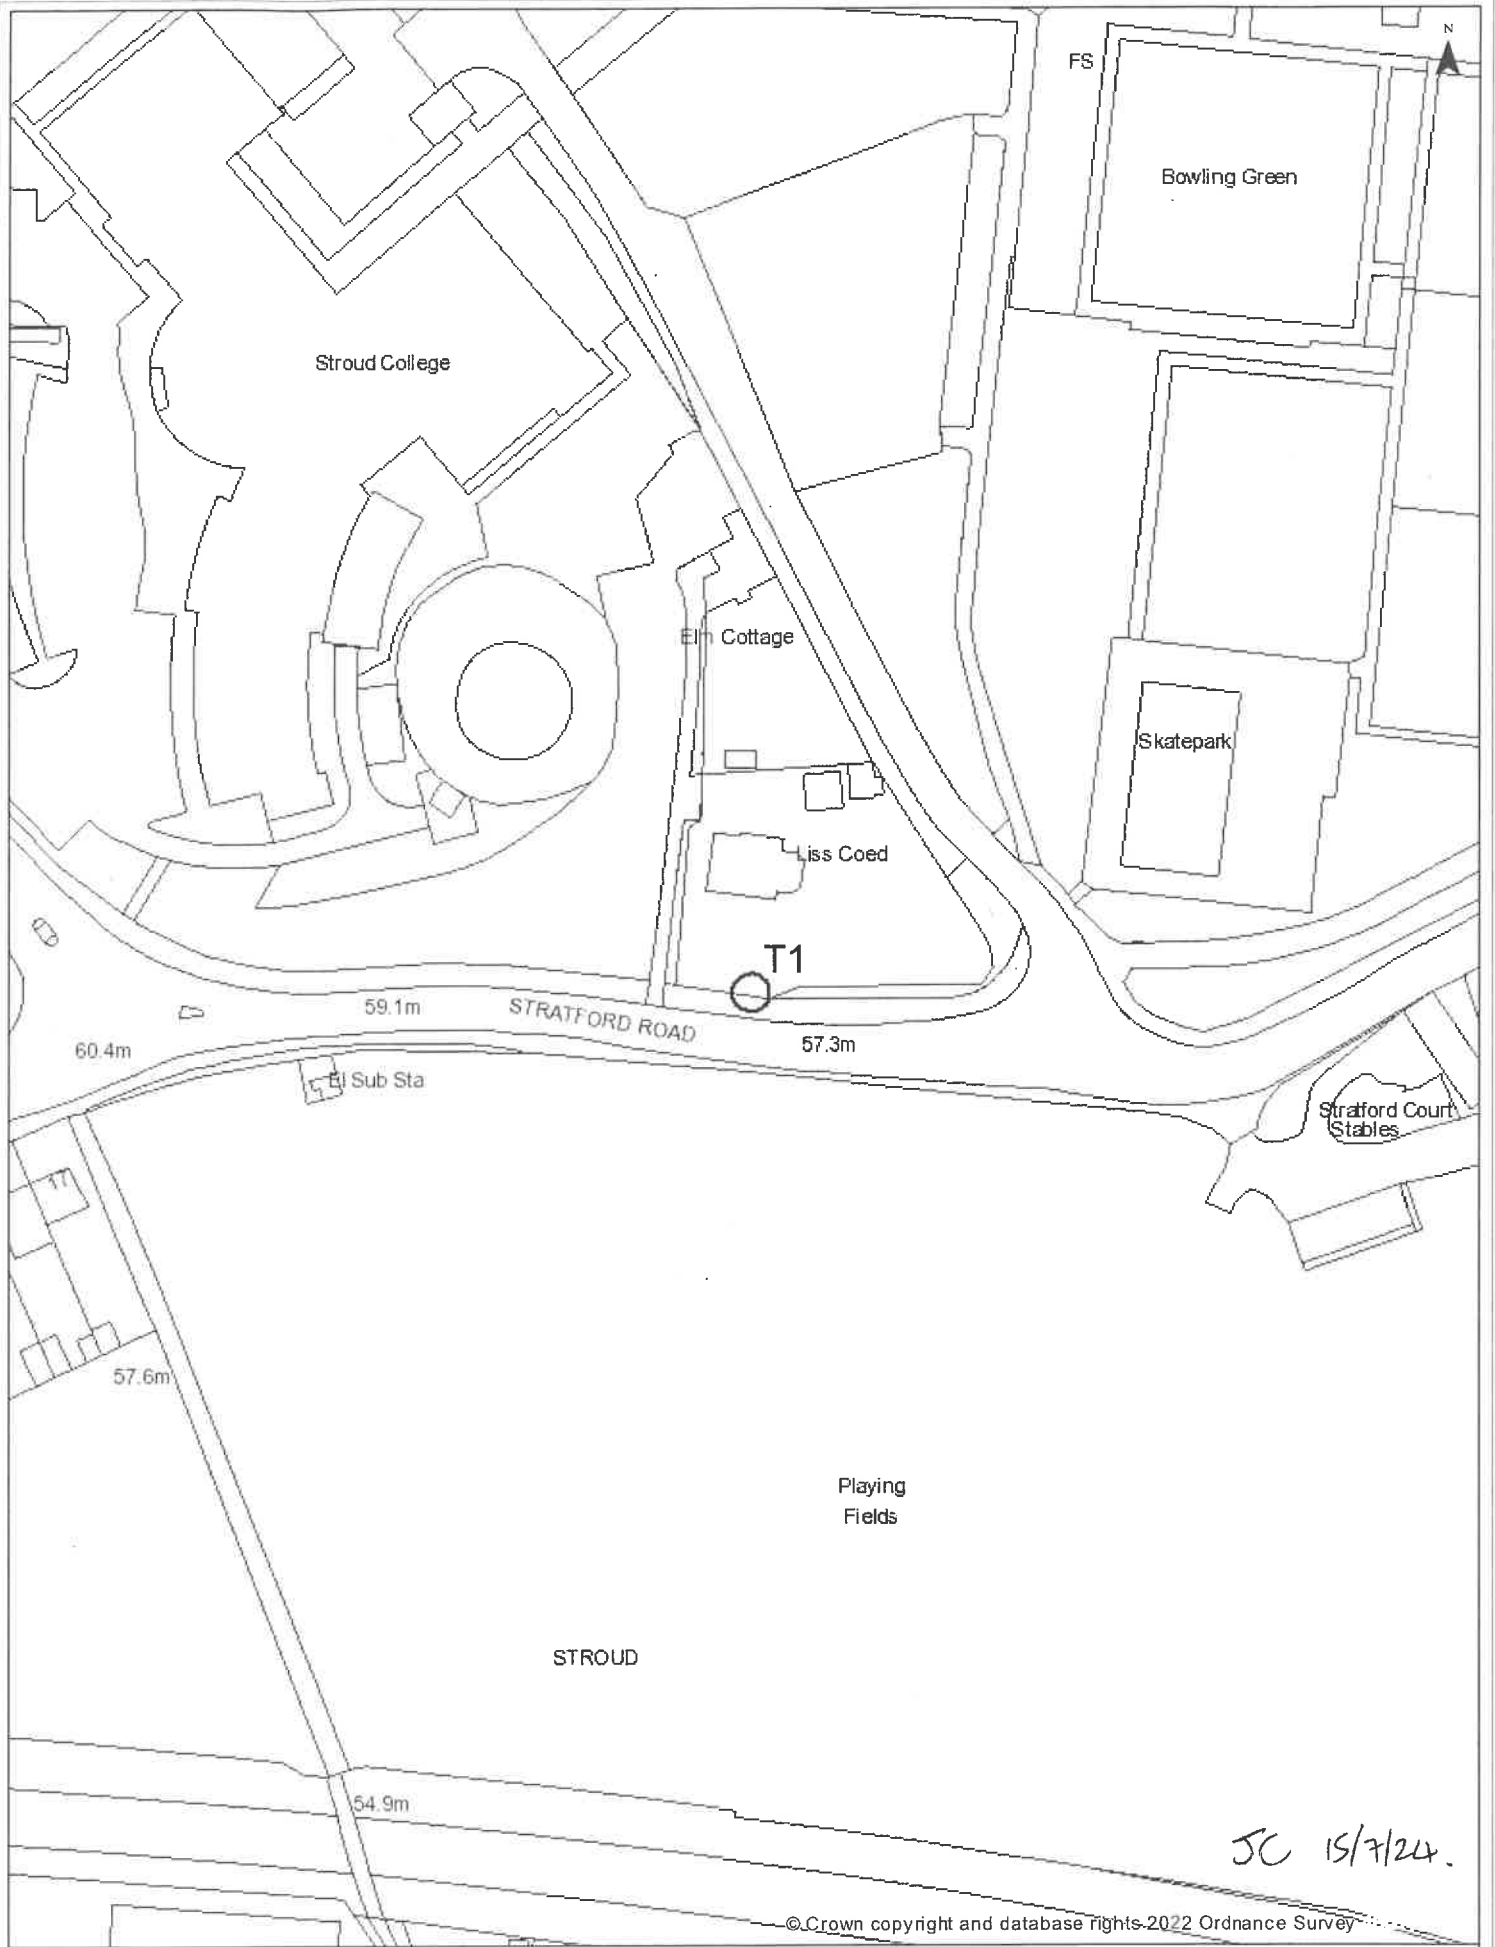 N
FS
Bowling Green
Stroud College
Elm Cottage
Skatepark
Liss Coed
T1
59.1m
STRATFORD ROAD
57.3m
60.4m
El Sub Sta
Stratford Court
Stables
17
57.6m
Playing
Fields
STROUD
54.9m
JC 15/7/24.
© Crown copyright and database rights 2022 Ordnance Survey